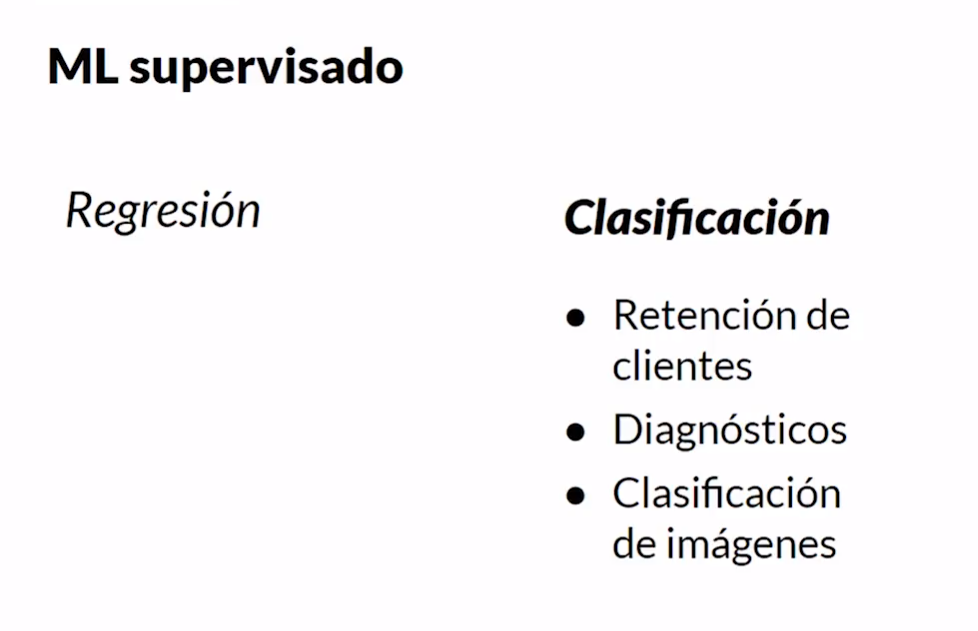 ML supervisado
Regresión
Clasificación
● Retención de
clientes
● Diagnósticos
● Clasificación
de imágenes